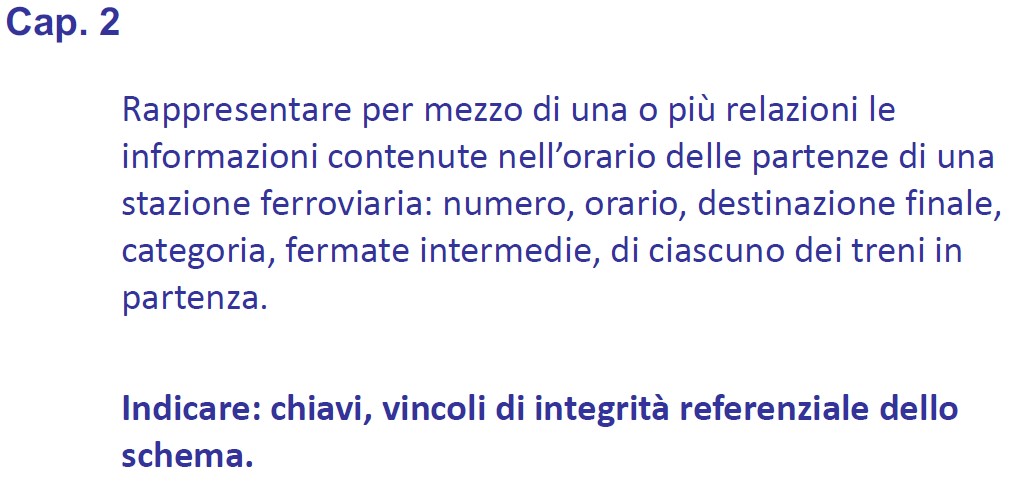 Cap. 2
Rappresentare per mezzo di una o più relazioni le
informazioni contenute nell’orario delle partenze di una
stazione ferroviaria: numero, orario, destinazione finale,
categoria, fermate intermedie, di ciascuno dei treni in
partenza.
Indicare: chiavi, vincoli di integrità referenziale dello
schema.